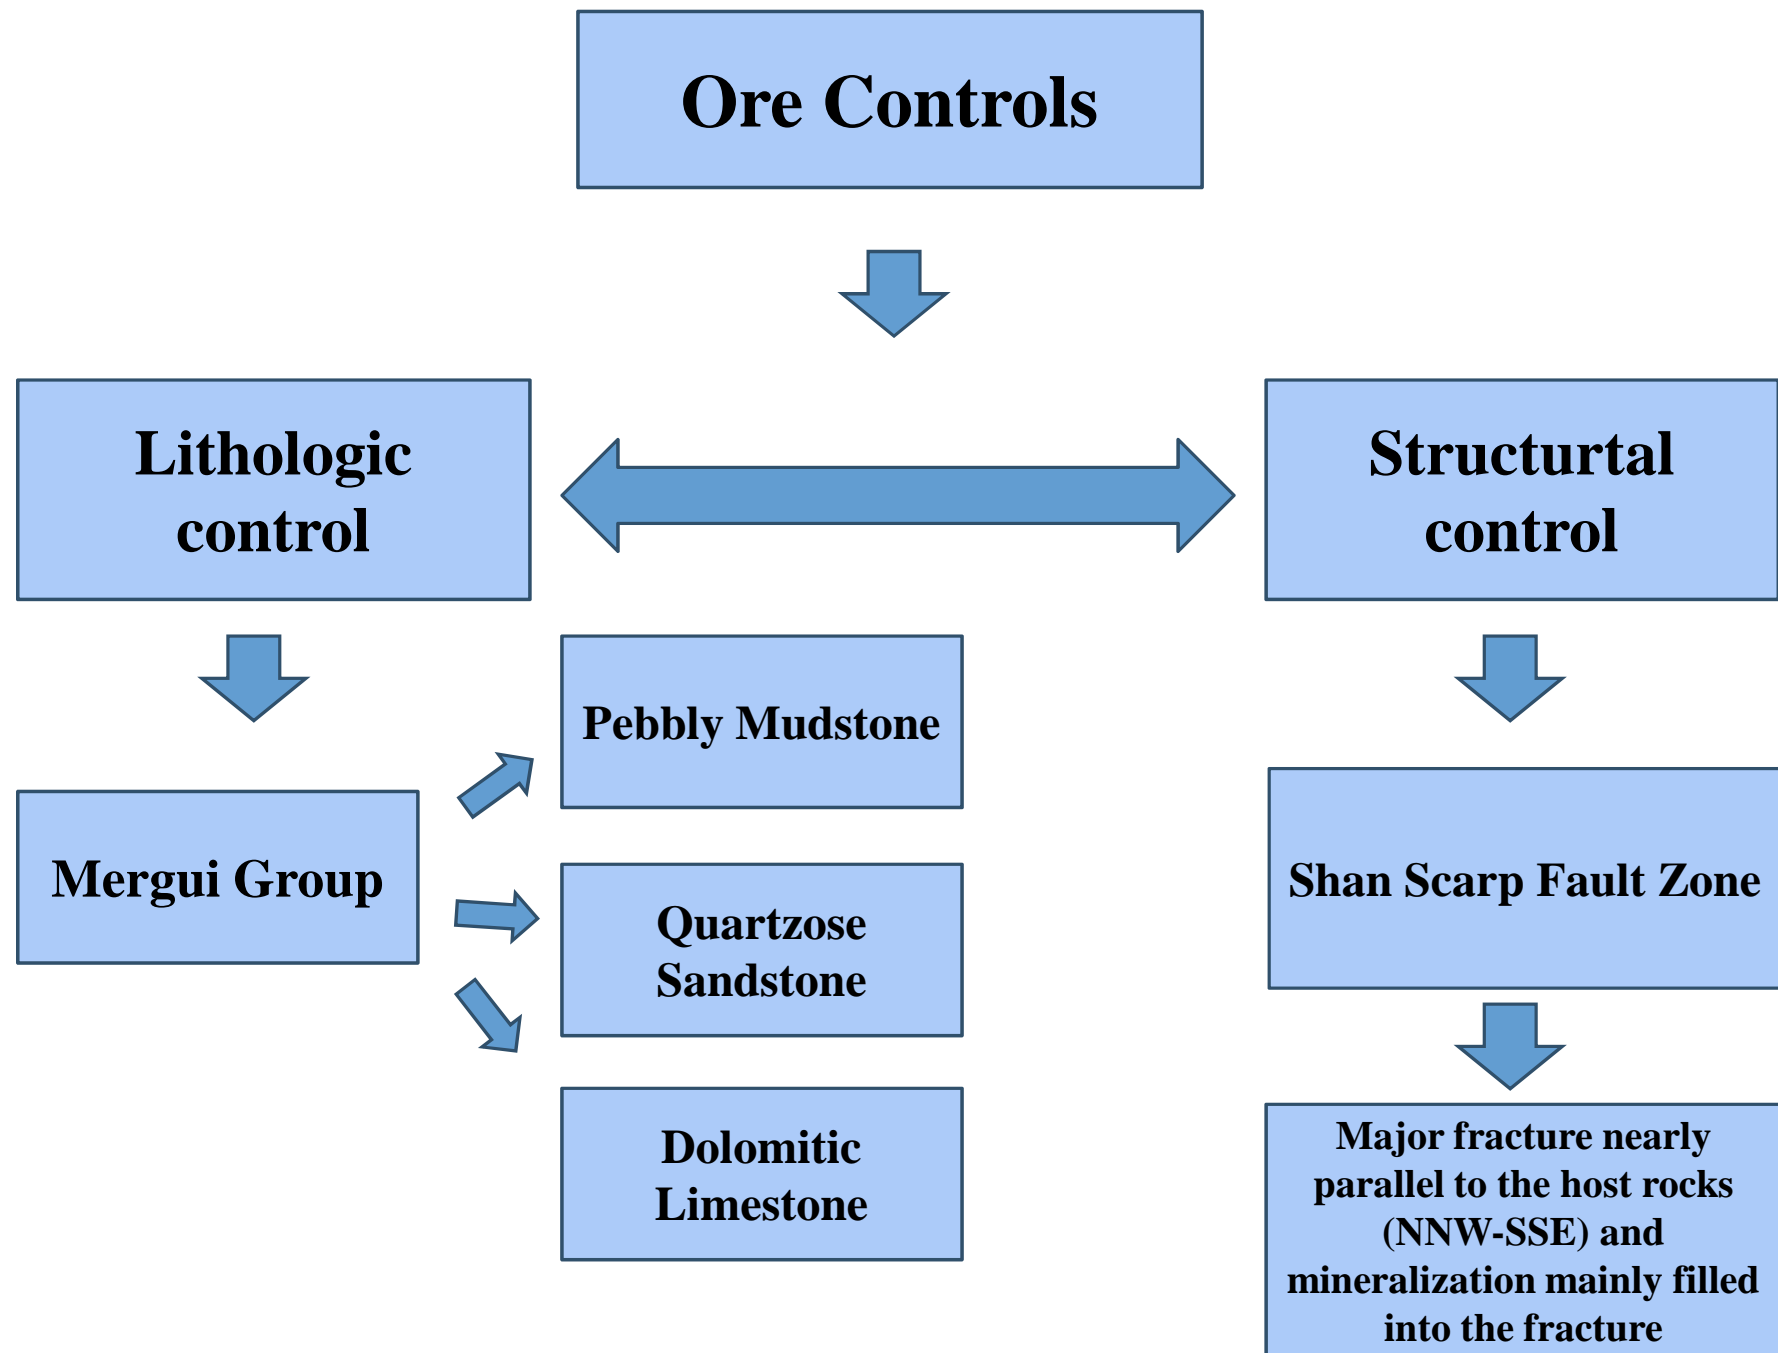 Ore Controls
Lithologic
control
Structurtal
control
Mergui Group
Pebbly Mudstone
Quartzose
Sandstone
Dolomitic
Limestone
Shan Scarp Fault Zone
Major fracture nearly
parallel to the host rocks
(NNW-SSE) and
mineralization mainly filled
into the fracture